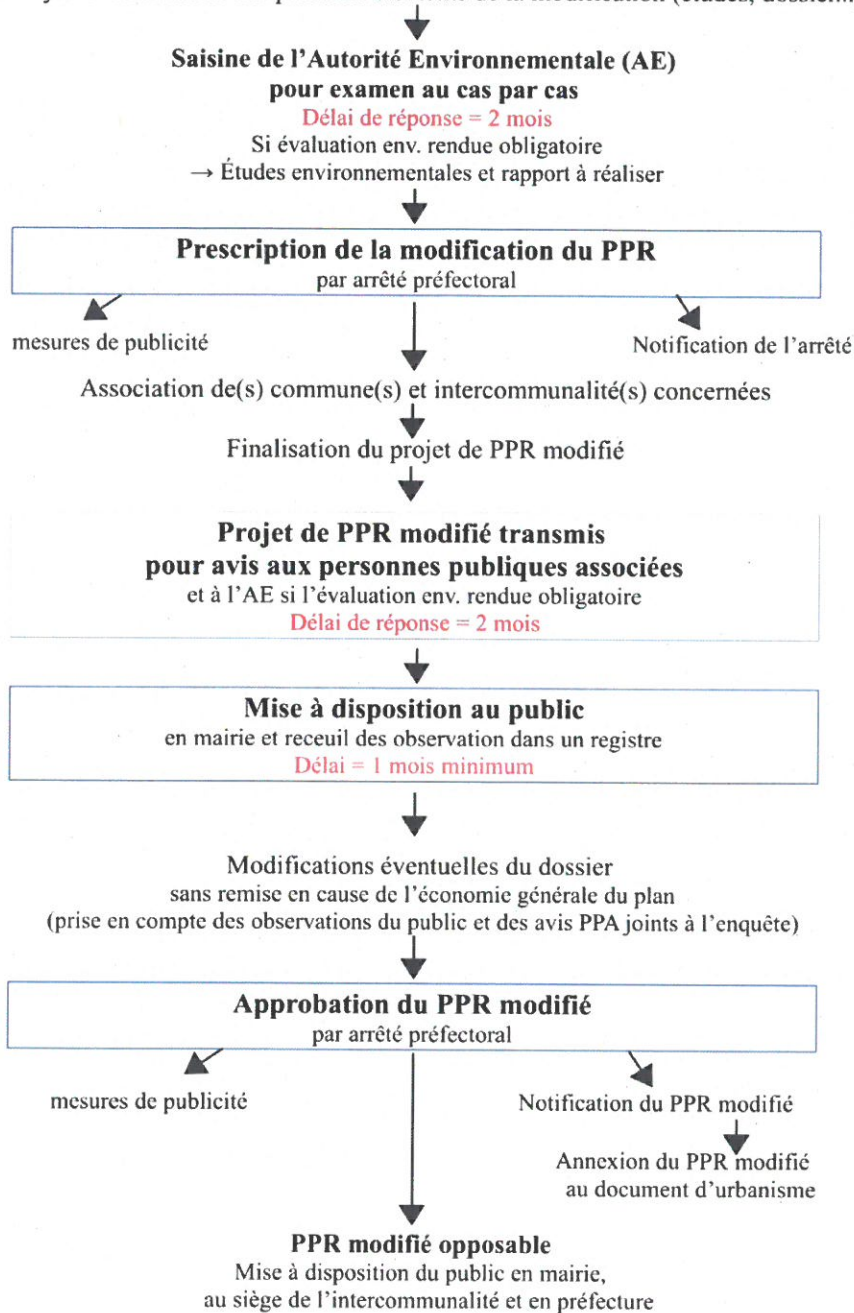 de la modification (études, dossier...
Saisine de l'Autorité Environnementale (AE)
pour examen au cas par cas
Délai de réponse = 2 mois
Si évaluation env. rendue obligatoire
→ Études environnementales et rapport à réaliser
Prescription de la modification du PPR
par arrêté préfectoral
mesures de publicité
Notification de l'arrêté
Association de(s) commune(s) et intercommunalité(s) concernées
Finalisation du projet de PPR modifié
Projet de PPR modifié transmis
pour avis aux personnes publiques associées
et à l'AE si l'évaluation env. rendue obligatoire
Délai de réponse = 2 mois
Mise à disposition au public
en mairie et receuil des observation dans un registre
Délai = 1 mois minimum
Modifications éventuelles du dossier
sans remise en cause de l'économie générale du plan
(prise en compte des observations du public et des avis PPA joints à l'enquête)
Approbation du PPR modifié
par arrêté préfectoral
mesures de publicité
Notification du PPR modifié
Annexion du PPR modifié
au document d'urbanisme
PPR modifié opposable
Mise à disposition du public en mairie,
au siège de l'intercommunalité et en préfecture